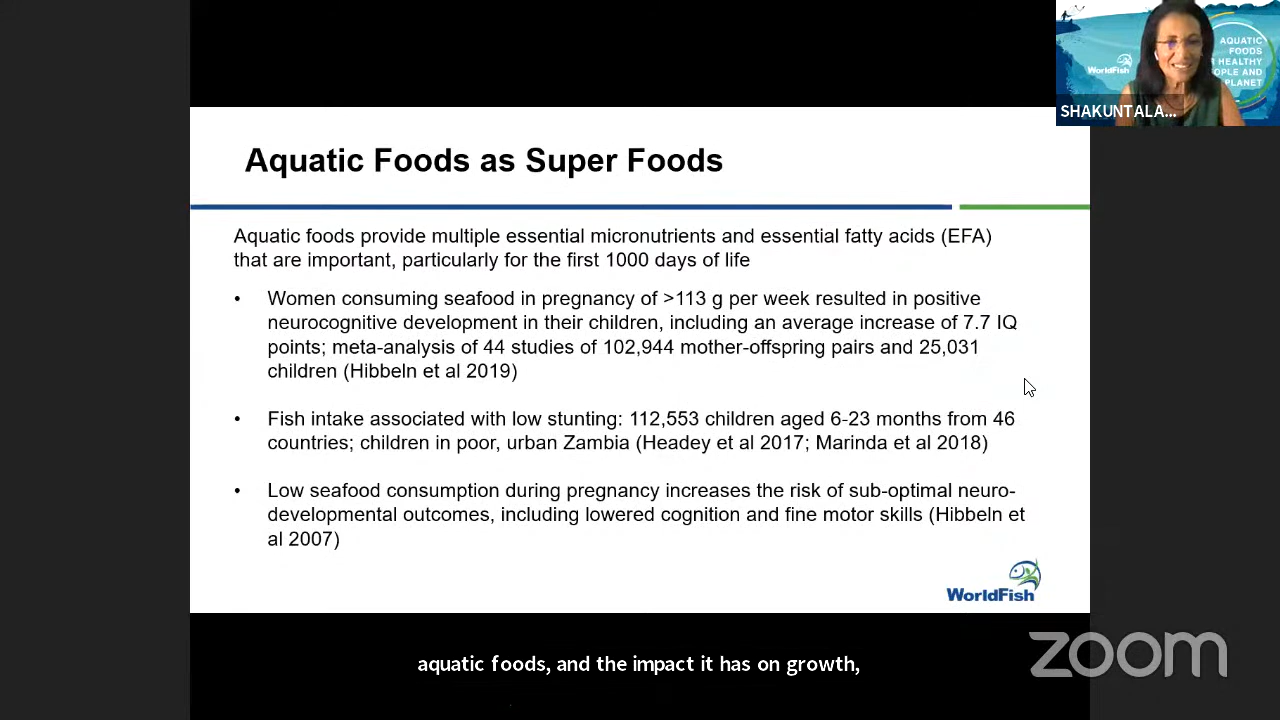 AQUATIC
FOODS
HEALTHY
PLANET
WorldFish
SHAKUNTALA...
Aquatic Foods as Super Foods
Aquatic foods provide multiple essential micronutrients and essential fatty acids (EFA)
that are important, particularly for the first 1000 days of life
• Women consuming seafood in pregnancy of >113 g per week resulted in positive
neurocognitive development in their children, including an average increase of 7.7 IQ
points; meta-analysis of 44 studies of 102,944 mother-offspring pairs and 25,031
children (Hibbeln et al 2019)
• Fish intake associated with low stunting: 112,553 children aged 6-23 months from 46
countries; children in poor, urban Zambia (Headey et al 2017; Marinda et al 2018)
• Low seafood consumption during pregnancy increases the risk of sub-optimal neuro-
developmental outcomes, including lowered cognition and fine motor skills (Hibbeln et
al 2007)
WorldFish
aquatic foods, and the impact it has on growth,
zoom